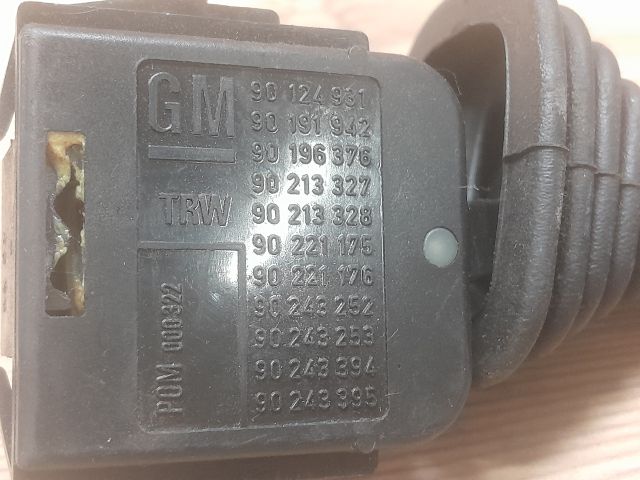 GM
TRW
POM 000322
90 124 931
90 191 942
90 196 376
90 213 327
90 213 328
90 221 175
90 221 176
90 243 252
90 243 253
90 243 394
90 243 395